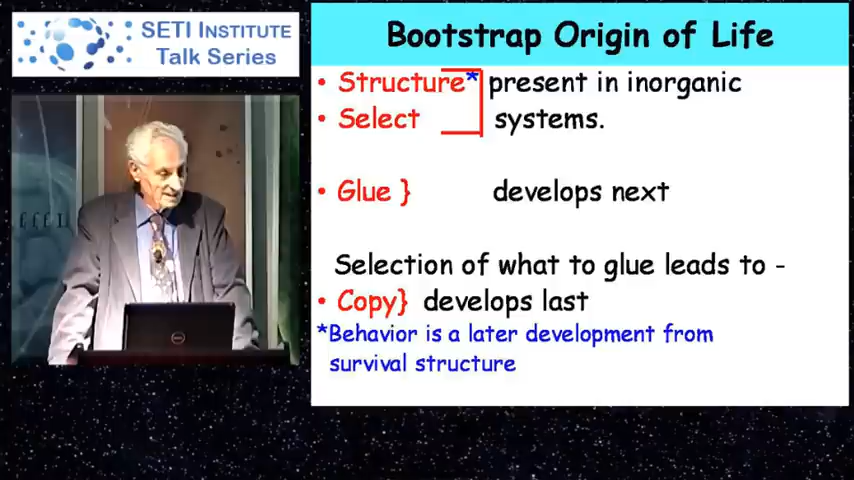 SETI INSTITUTE
Talk Series
Bootstrap Origin of Life
• Structure* present in inorganic
• Select systems.
• Glue } develops next
Selection of what to glue leads to -
• Copy} develops last
*Behavior is a later development from
survival structure